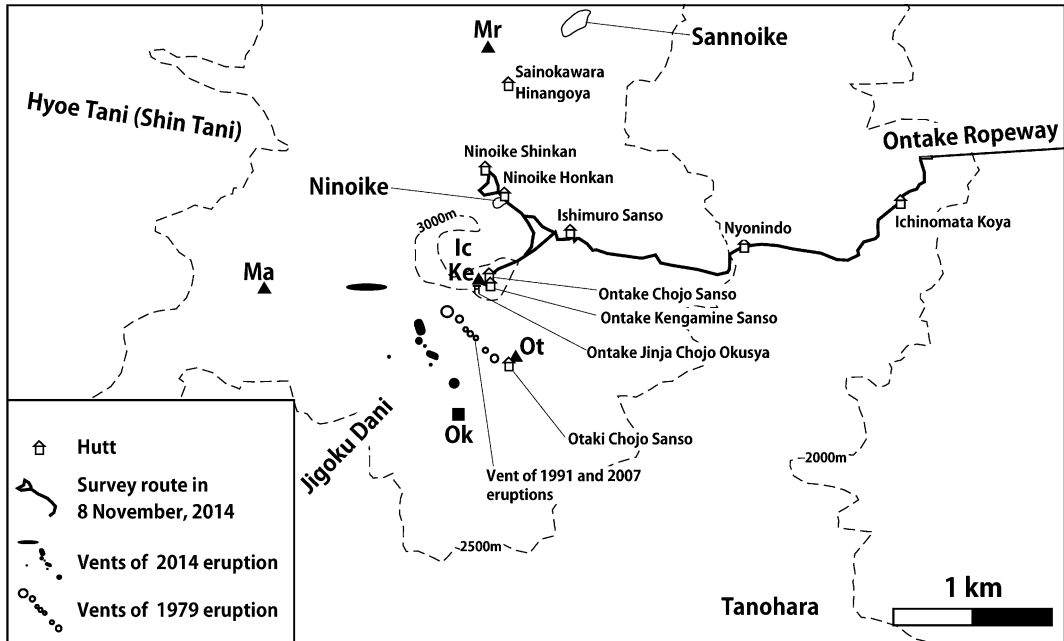 Mr
Sannoike
Sainokawara
Hinangoya
Hyoe Tani (Shin Tani)
Ontake Ropeway
Ninoike Shinkan
Ninoike Honkan
Ninoike
3000m
Ishimuro Sanso
Ichinomata Koya
Nyonindo
Ic
Ke
Ma
Ontake Chojo Sanso
Ontake Kengamine Sanso
Ontake Jinja Chojo Okusya
Ot
Jigoku Dani
Ok
Otaki Chojo Sanso
Vent of 1991 and 2007
eruptions
2000m
2500m
Hutt
Survey route in
8 November, 2014
Vents of 2014 eruption
Vents of 1979 eruption
Tanohara
1 km